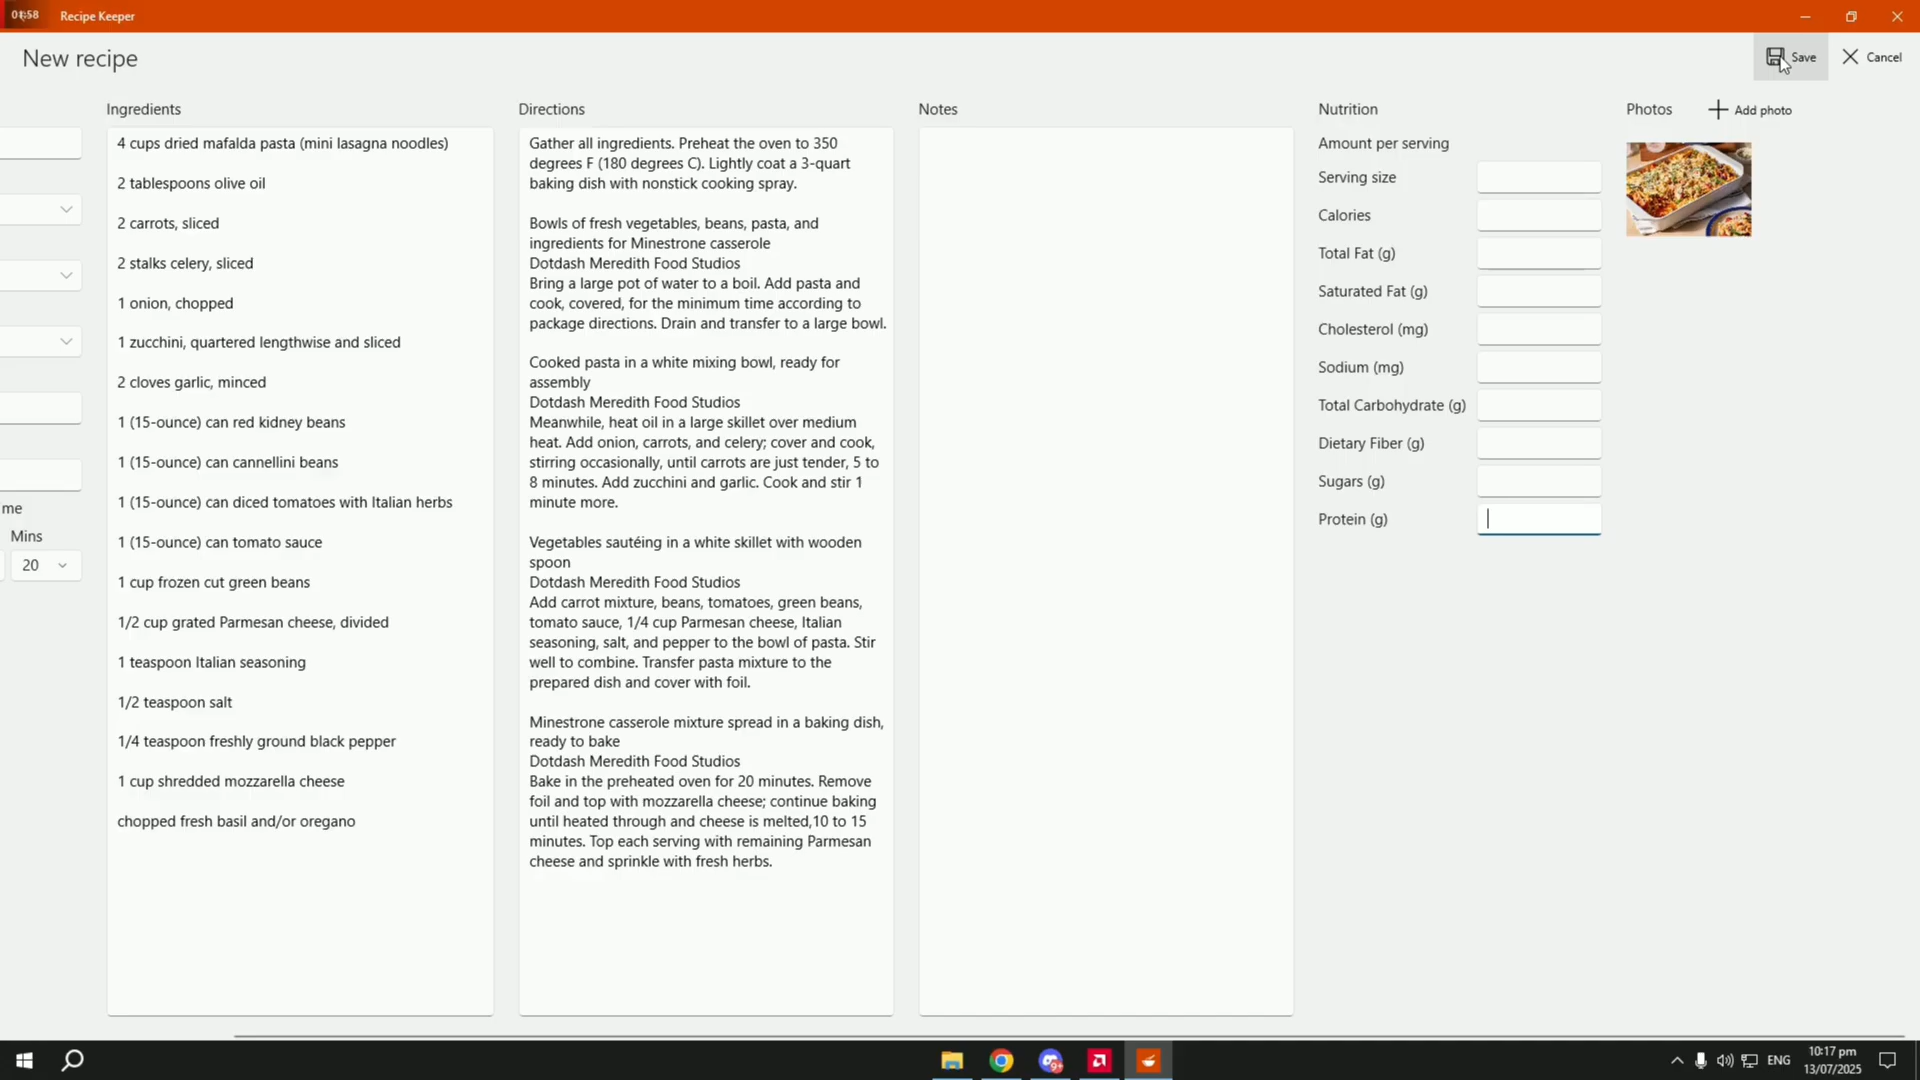 01:58
Recipe Keeper
New recipe
Save
Cancel
Ingredients
4 cups dried mafalda pasta (mini lasagna noodles)
2 tablespoons olive oil
2 carrots, sliced
2 stalks celery, sliced
1 onion, chopped
1 zucchini, quartered lengthwise and sliced
2 cloves garlic, minced
1 (15-ounce) can red kidney beans
1 (15-ounce) can cannellini beans
1 (15-ounce) can diced tomatoes with Italian herbs
1 (15-ounce) can tomato sauce
1 cup frozen cut green beans
1/2 cup grated Parmesan cheese, divided
1 teaspoon Italian seasoning
1/2 teaspoon salt
1/4 teaspoon freshly ground black pepper
1 cup shredded mozzarella cheese
chopped fresh basil and/or oregano
me
Mins
20
Directions
Gather all ingredients. Preheat the oven to 350
degrees F (180 degrees C). Lightly coat a 3-quart
baking dish with nonstick cooking spray.
Bowls of fresh vegetables, beans, pasta, and
ingredients for Minestrone casserole
Dotdash Meredith Food Studios
Bring a large pot of water to a boil. Add pasta and
cook, covered, for the minimum time according to
package directions. Drain and transfer to a large bowl.
Cooked pasta in a white mixing bowl, ready for
assembly
Dotdash Meredith Food Studios
Meanwhile, heat oil in a large skillet over medium
heat. Add onion, carrots, and celery; cover and cook,
stirring occasionally, until carrots are just tender, 5 to
8 minutes. Add zucchini and garlic. Cook and stir 1
minute more.
Vegetables sautéing in a white skillet with wooden
spoon
Dotdash Meredith Food Studios
Add carrot mixture, beans, tomatoes, green beans,
tomato sauce, 1/4 cup Parmesan cheese, Italian
seasoning, salt, and pepper to the bowl of pasta. Stir
well to combine. Transfer pasta mixture to the
prepared dish and cover with foil.
Minestrone casserole mixture spread in a baking dish,
ready to bake
Dotdash Meredith Food Studios
Bake in the preheated oven for 20 minutes. Remove
foil and top with mozzarella cheese; continue baking
until heated through and cheese is melted,10 to 15
minutes. Top each serving with remaining Parmesan
cheese and sprinkle with fresh herbs.
Notes
Nutrition
Amount per serving
Serving size
Calories
Total Fat (g)
Saturated Fat (g)
Cholesterol (mg)
Sodium (mg)
Total Carbohydrate (g)
Dietary Fiber (g)
Sugars (g)
Protein (g)
Photos
Add photo
9+
ENG
10:17 pm
13/07/2025